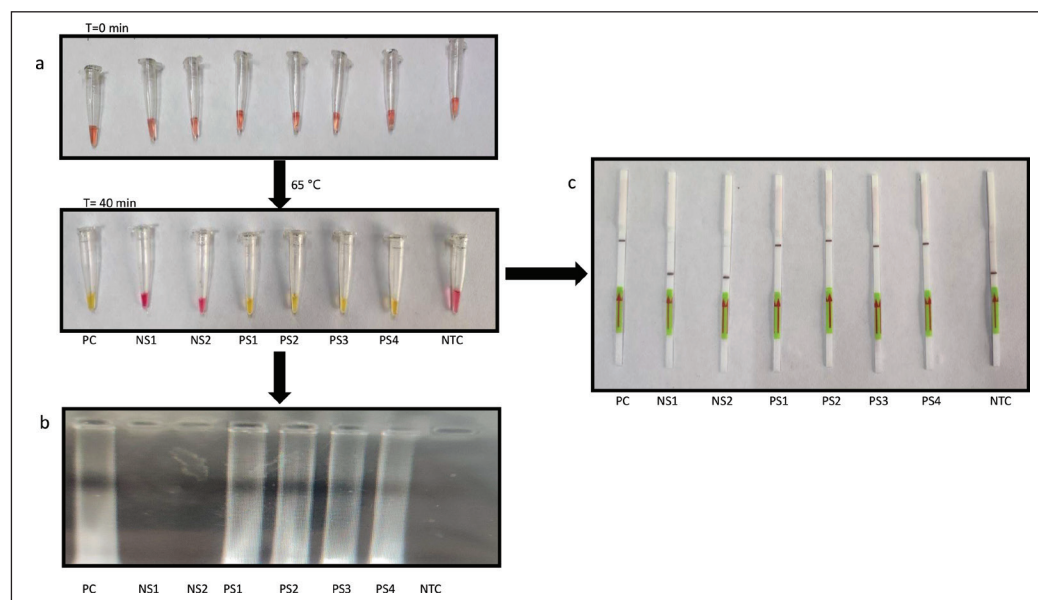 T=0 min
a
65 °C
T= 40 min
PC NS1 NS2 PS1 PS2 PS3 PS4 NTC
b
PC NS1 NS2 PS1 PS2 PS3 PS4 NTC
c
PC NS1 NS2 PS1 PS2 PS3 PS4 NTC